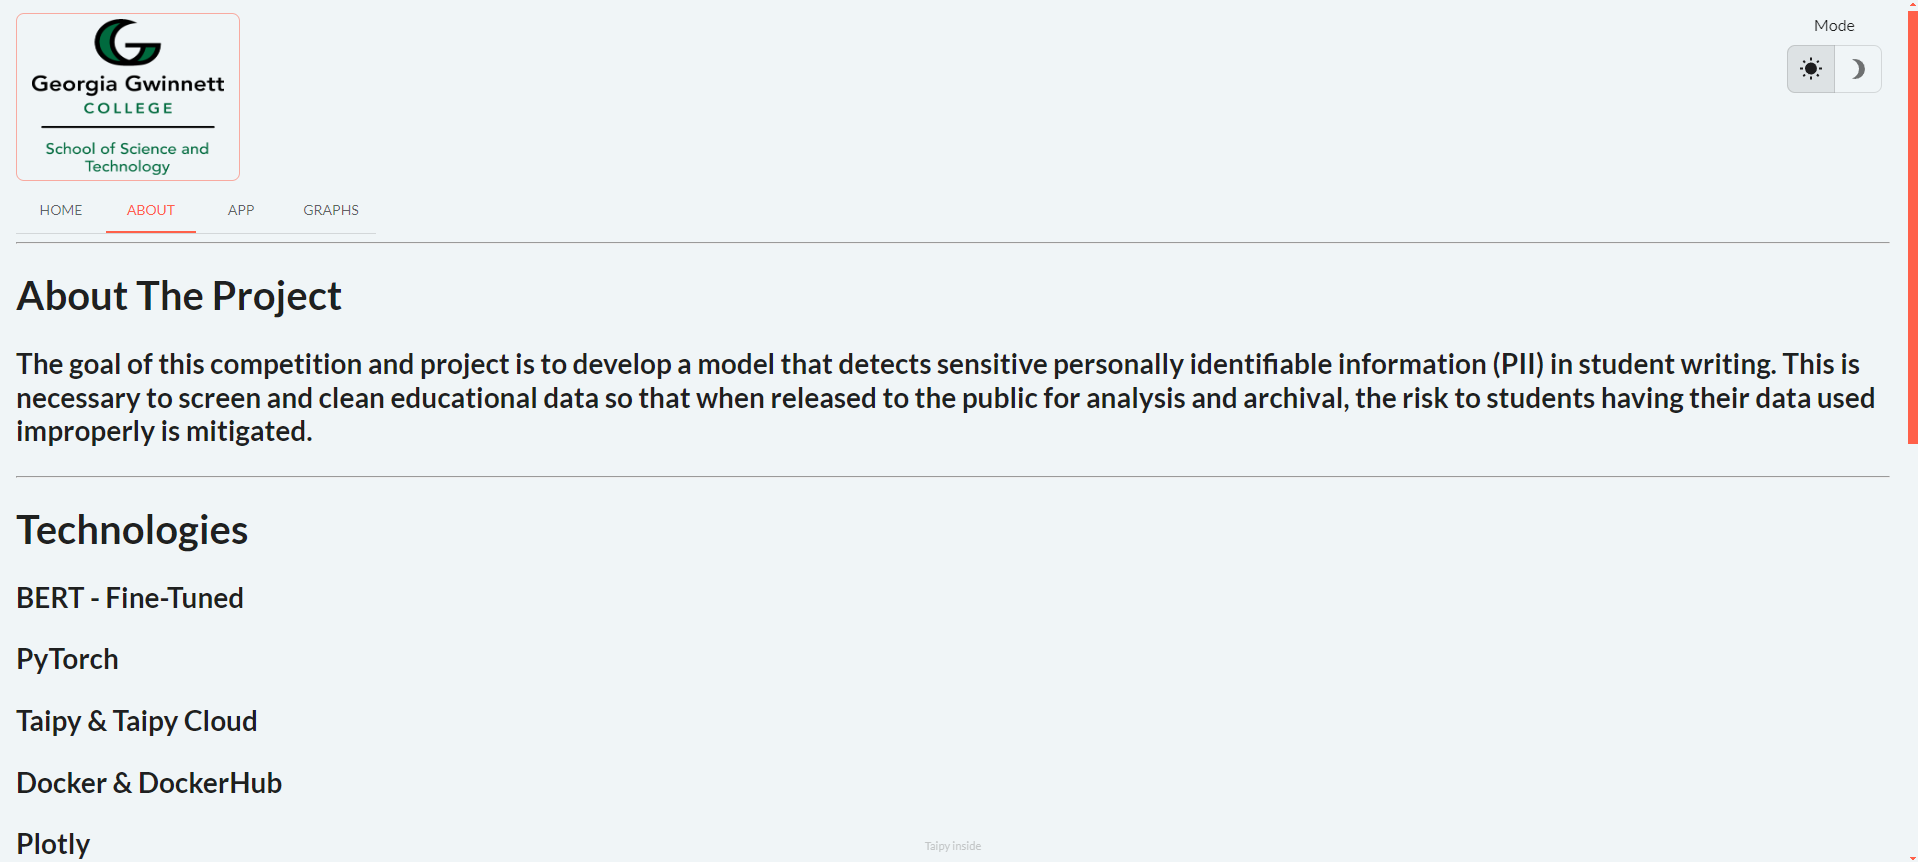 Georgia Gwinnett
COLLEGE
School of Science and
Technology
Mode
HOME ABOUT APP GRAPHS
About The Project
The goal of this competition and project is to develop a model that detects sensitive personally identifiable information (PII) in student writing. This is
necessary to screen and clean educational data so that when released to the public for analysis and archival, the risk to students having their data used
improperly is mitigated.
Technologies
BERT - Fine-Tuned
PyTorch
Taipy & Taipy Cloud
Docker & DockerHub
Plotly
Taipy inside